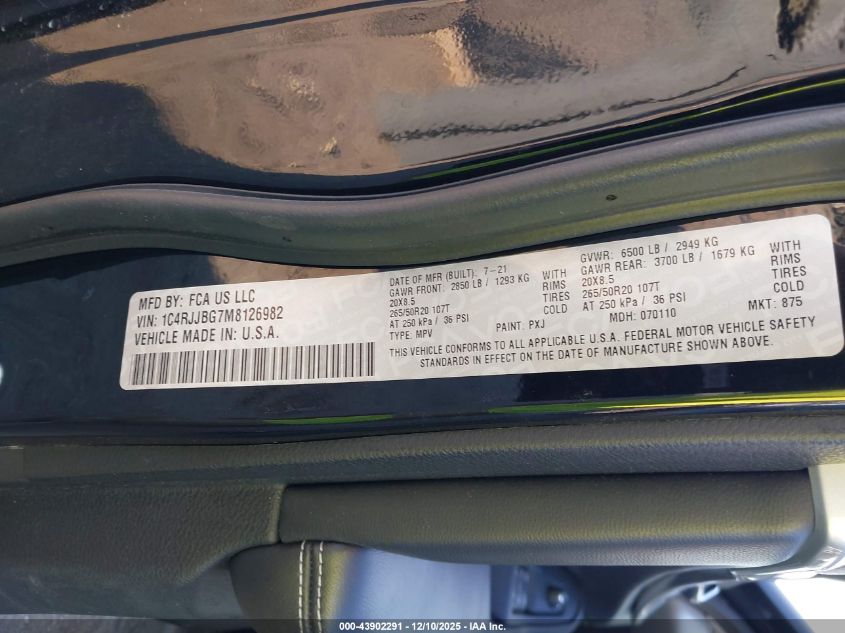 MFD BY: FCA US LLC
VIN: 1C4RJJBG7M8126982
VEHICLE MADE IN: U.S.A.
DATE OF MFR (BUILT): 7-21
GAWR FRONT: 2850 LB / 1293 KG WITH
20X8.5 RIMS
265/50R20 107T TIRES
AT 250 kPa / 36 PSI COLD
TYPE: MPV PAINT: PXJ
GVWR: 6500 LB / 2949 KG
GAWR REAR: 3700 LB / 1679 KG WITH
20X8.5 RIMS
265/50R20 107T TIRES
AT 250 kPa / 36 PSI COLD
MDH: 070110 MKT: 875
THIS VEHICLE CONFORMS TO ALL APPLICABLE U.S.A. FEDERAL MOTOR VEHICLE SAFETY
STANDARDS IN EFFECT ON THE DATE OF MANUFACTURE SHOWN ABOVE.
000-43902291 - 12/10/2025 - IAA Inc.